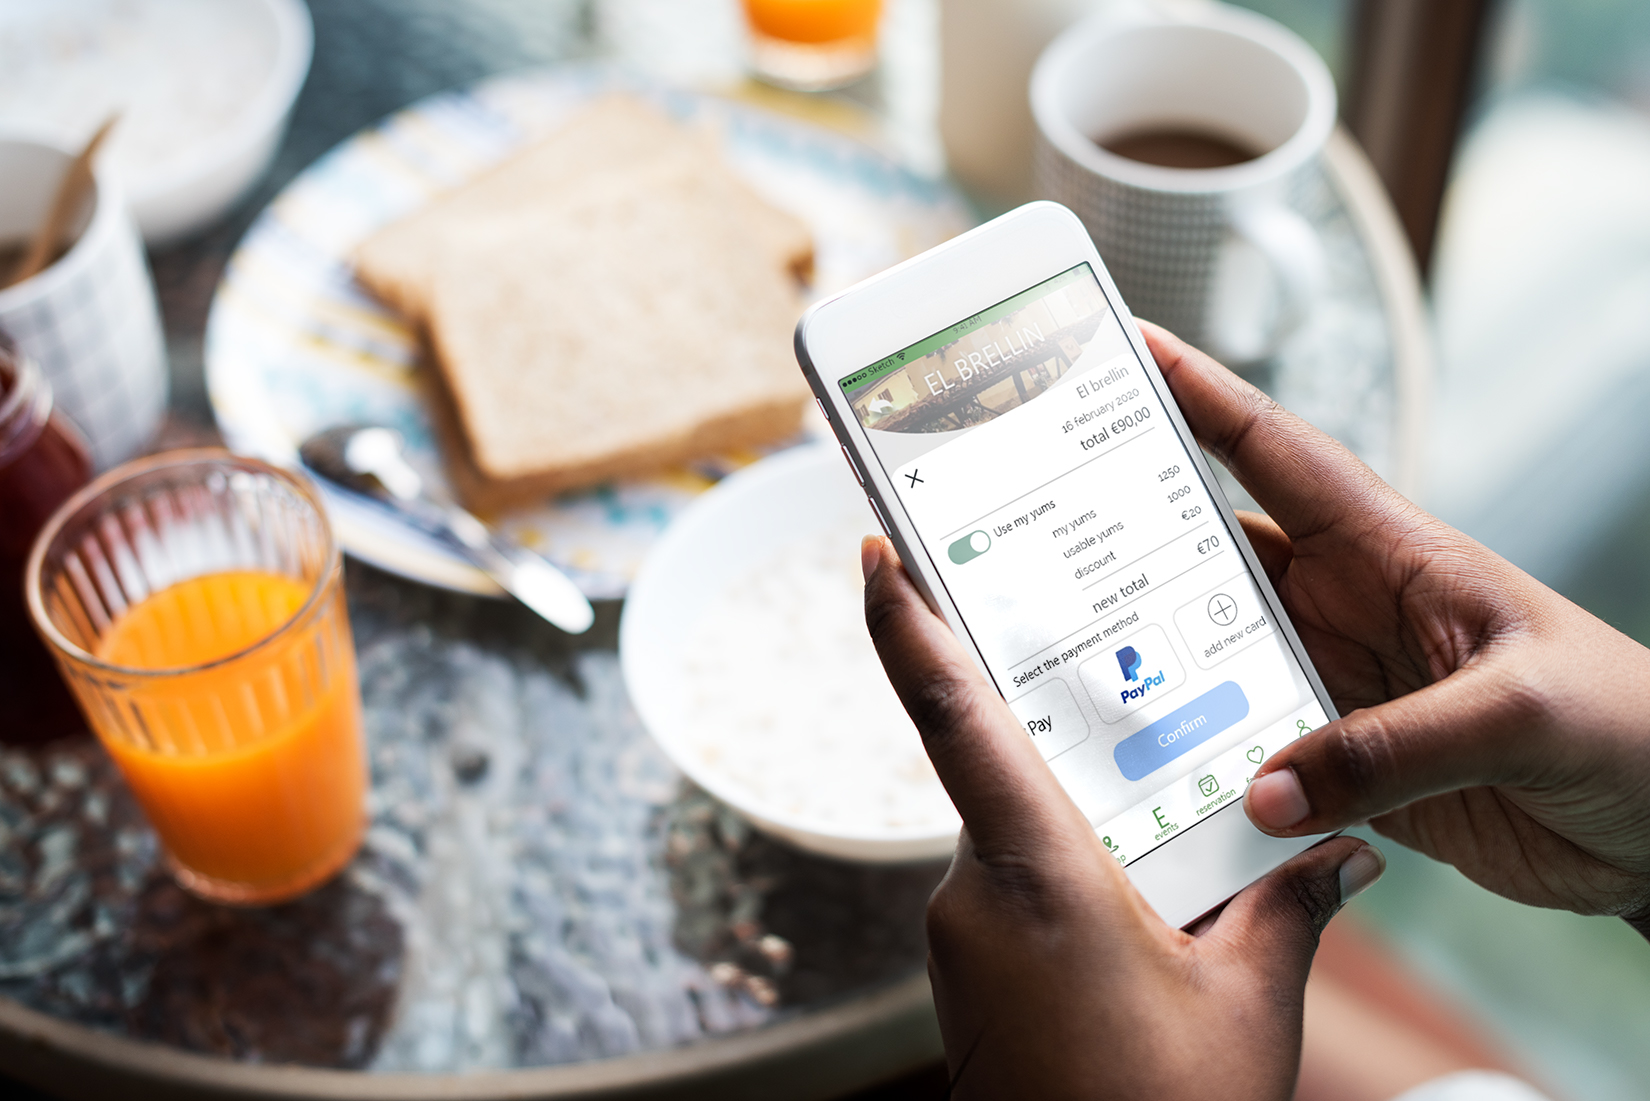 Sketch 9:41 AM
EL BRELLIN
El brellin
16 february 2020
total €90,00
Use my yums
my yums 1250
usable yums 1000
discount €20
new total €70
Select the payment method
Pay
PayPal
add new card
Confirm
events
reservation